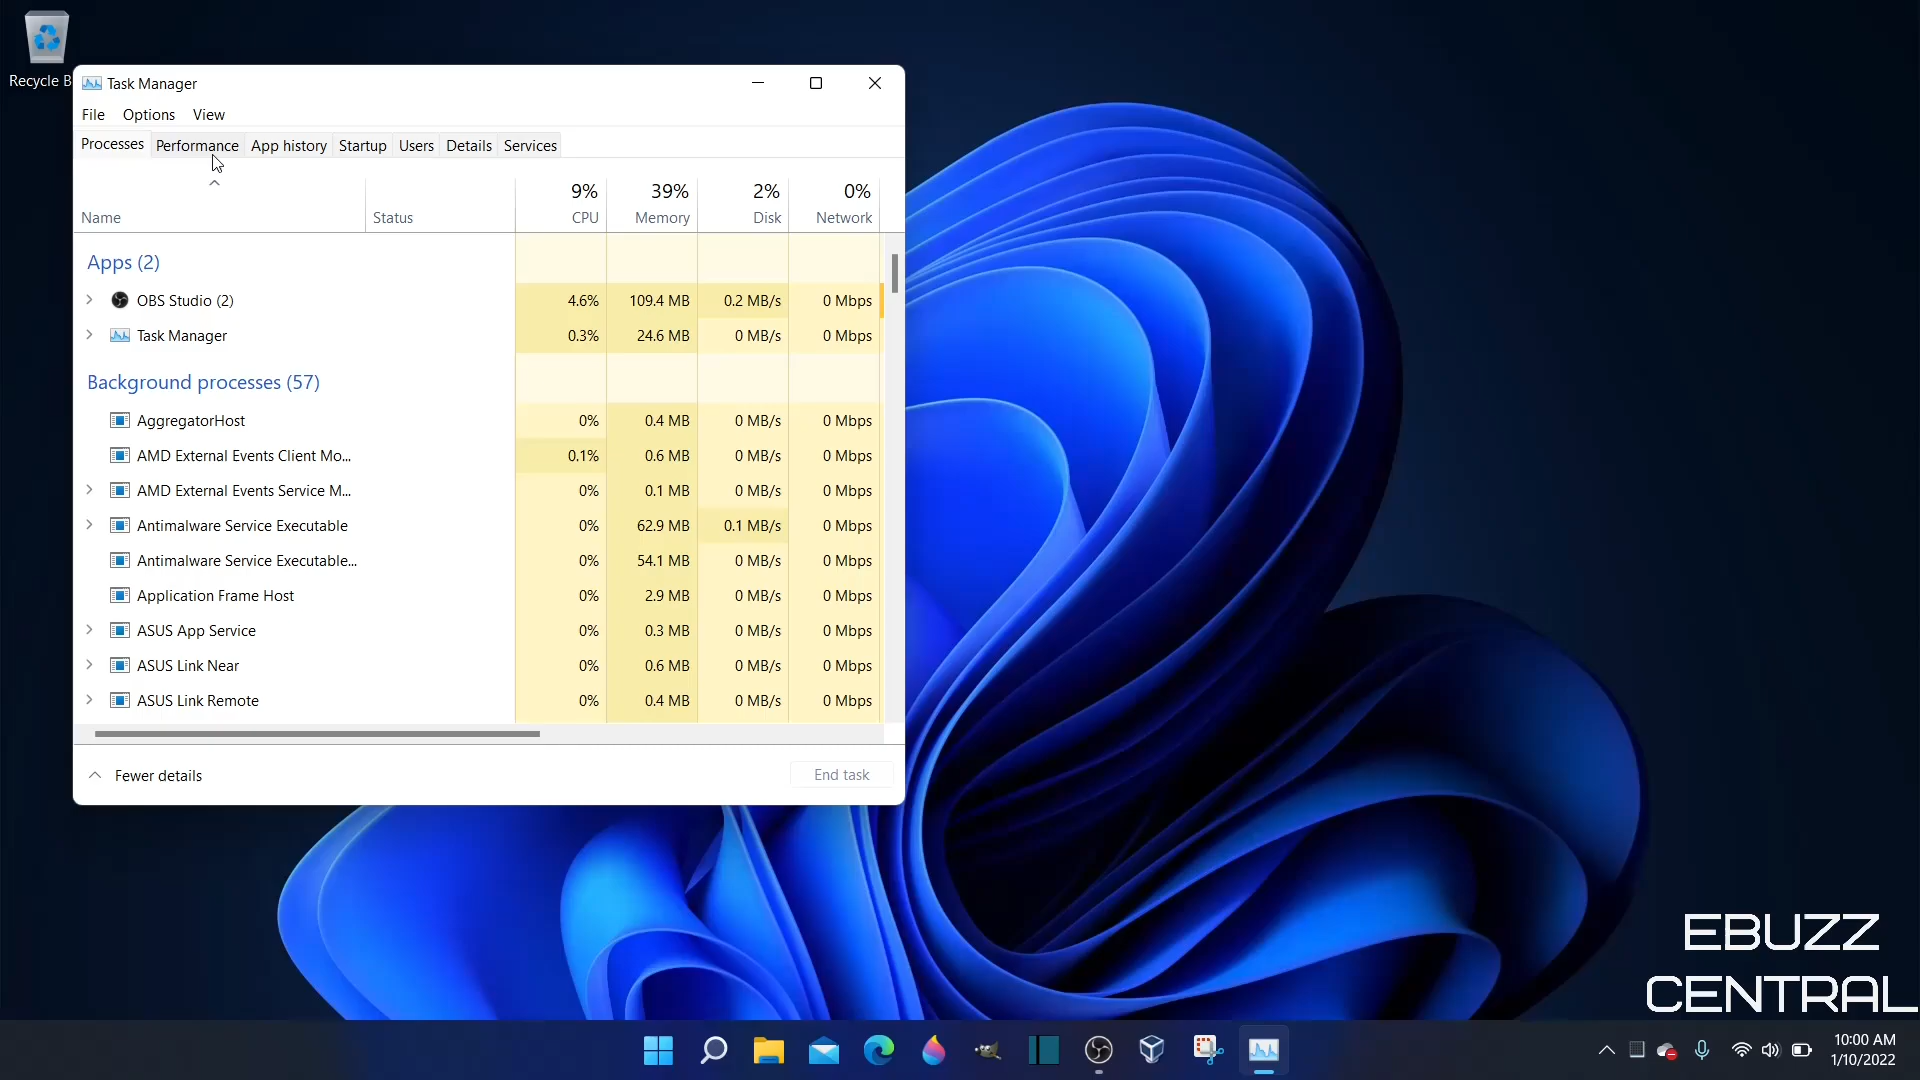 Recycle B
Task Manager
File Options View
Processes Performance App history Startup Users Details Services
9% 39% 2% 0%
Name Status CPU Memory Disk Network
Apps (2)
OBS Studio (2) 4.6% 109.4 MB 0.2 MB/s 0 Mbps
Task Manager 0.3% 24.6 MB 0 MB/s 0 Mbps
Background processes (57)
AggregatorHost 0% 0.4 MB 0 MB/s 0 Mbps
AMD External Events Client Mo... 0.1% 0.6 MB 0 MB/s 0 Mbps
AMD External Events Service M... 0% 0.1 MB 0 MB/s 0 Mbps
Antimalware Service Executable 0% 62.9 MB 0.1 MB/s 0 Mbps
Antimalware Service Executable... 0% 54.1 MB 0 MB/s 0 Mbps
Application Frame Host 0% 2.9 MB 0 MB/s 0 Mbps
ASUS App Service 0% 0.3 MB 0 MB/s 0 Mbps
ASUS Link Near 0% 0.6 MB 0 MB/s 0 Mbps
ASUS Link Remote 0% 0.4 MB 0 MB/s 0 Mbps
Fewer details End task
EBUZZ
CENTRAL
10:00 AM
1/10/2022